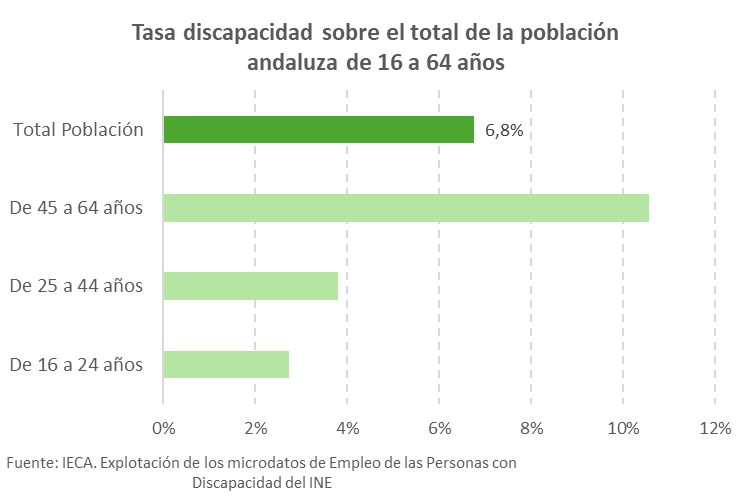 Tasa discapacidad sobre el total de la población
andaluza de 16 a 64 años
Total Población
6,8%
De 45 a 64 años
De 25 a 44 años
De 16 a 24 años
0% 2% 4% 6% 8% 10% 12%
Fuente: IECA. Explotación de los microdatos de Empleo de las Personas con
Discapacidad del INE